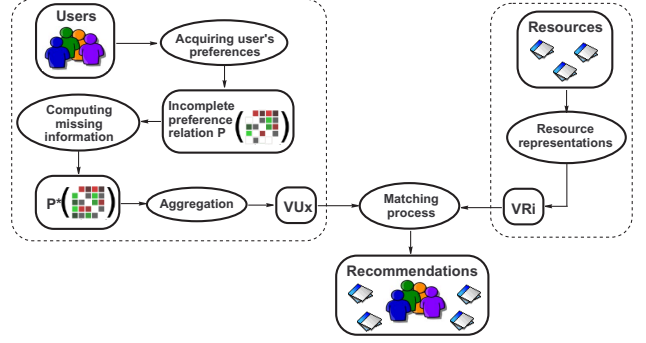 Users
Acquiring user's
preferences
Incomplete
preference
relation P
Computing
missing
information
P*
Aggregation
VUx
Matching
process
Resources
Resource
representations
VRi
Recommendations